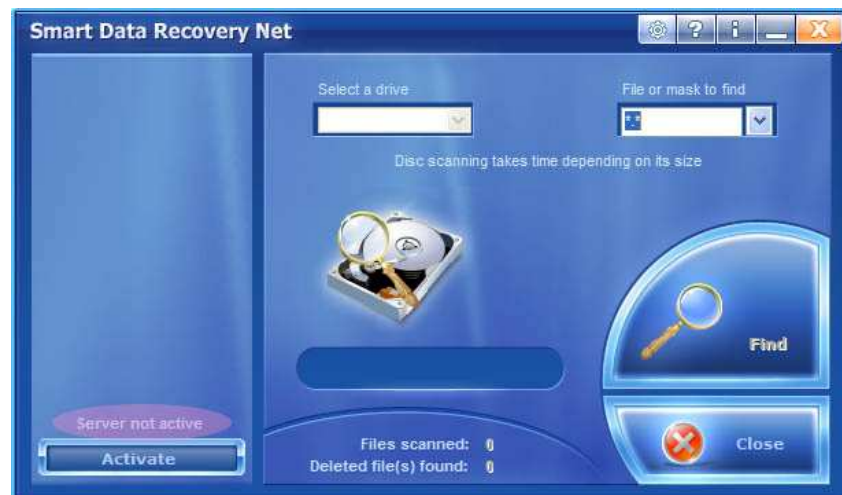 Smart Data Recovery Net
Select a drive
File or mask to find
*.*
Disc scanning takes time depending on its size
Find
Server not active
Activate
Files scanned: 0
Deleted file(s) found: 0
Close